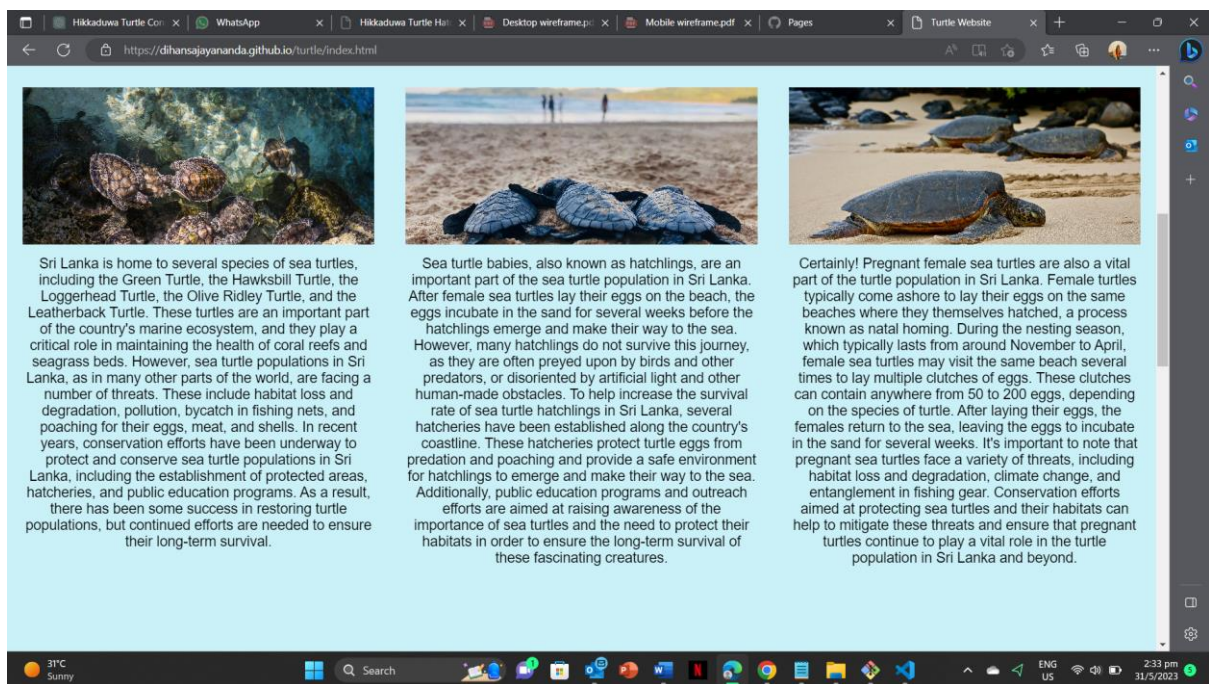 Hikkaduwa Turtle Con
WhatsApp
Hikkaduwa Turtle Hat
Desktop wireframe.pd
Mobile wireframe.pdf
Pages
Turtle Website
https://dihansajayananda.github.io/turtle/index.html
Sri Lanka is home to several species of sea turtles,
including the Green Turtle, the Hawksbill Turtle, the
Loggerhead Turtle, the Olive Ridley Turtle, and the
Leatherback Turtle. These turtles are an important part
of the country's marine ecosystem, and they play a
critical role in maintaining the health of coral reefs and
seagrass beds. However, sea turtle populations in Sri
Lanka, as in many other parts of the world, are facing a
number of threats. These include habitat loss and
degradation, pollution, bycatch in fishing nets, and
poaching for their eggs, meat, and shells. In recent
years, conservation efforts have been underway to
protect and conserve sea turtle populations in Sri
Lanka, including the establishment of protected areas,
hatcheries, and public education programs. As a result,
there has been some success in restoring turtle
populations, but continued efforts are needed to ensure
their long-term survival.
Sea turtle babies, also known as hatchlings, are an
important part of the sea turtle population in Sri Lanka.
After female sea turtles lay their eggs on the beach, the
eggs incubate in the sand for several weeks before the
hatchlings emerge and make their way to the sea.
However, many hatchlings do not survive this journey,
as they are often preyed upon by birds and other
predators, or disoriented by artificial light and other
human-made obstacles. To help increase the survival
rate of sea turtle hatchlings in Sri Lanka, several
hatcheries have been established along the country's
coastline. These hatcheries protect turtle eggs from
predation and poaching and provide a safe environment
for hatchlings to emerge and make their way to the sea.
Additionally, public education programs and outreach
efforts are aimed at raising awareness of the
importance of sea turtles and the need to protect their
habitats in order to ensure the long-term survival of
these fascinating creatures.
Certainly! Pregnant female sea turtles are also a vital
part of the turtle population in Sri Lanka. Female turtles
typically come ashore to lay their eggs on the same
beaches where they themselves hatched, a process
known as natal homing. During the nesting season,
which typically lasts from around November to April,
female sea turtles may visit the same beach several
times to lay multiple clutches of eggs. These clutches
can contain anywhere from 50 to 200 eggs, depending
on the species of turtle. After laying their eggs, the
females return to the sea, leaving the eggs to incubate
in the sand for several weeks. It's important to note that
pregnant sea turtles face a variety of threats, including
habitat loss and degradation, climate change, and
entanglement in fishing gear. Conservation efforts
aimed at protecting sea turtles and their habitats can
help to mitigate these threats and ensure that pregnant
turtles continue to play a vital role in the turtle
population in Sri Lanka and beyond.
31°C
Sunny
Search
ENG
US
2:33 pm
31/5/2023